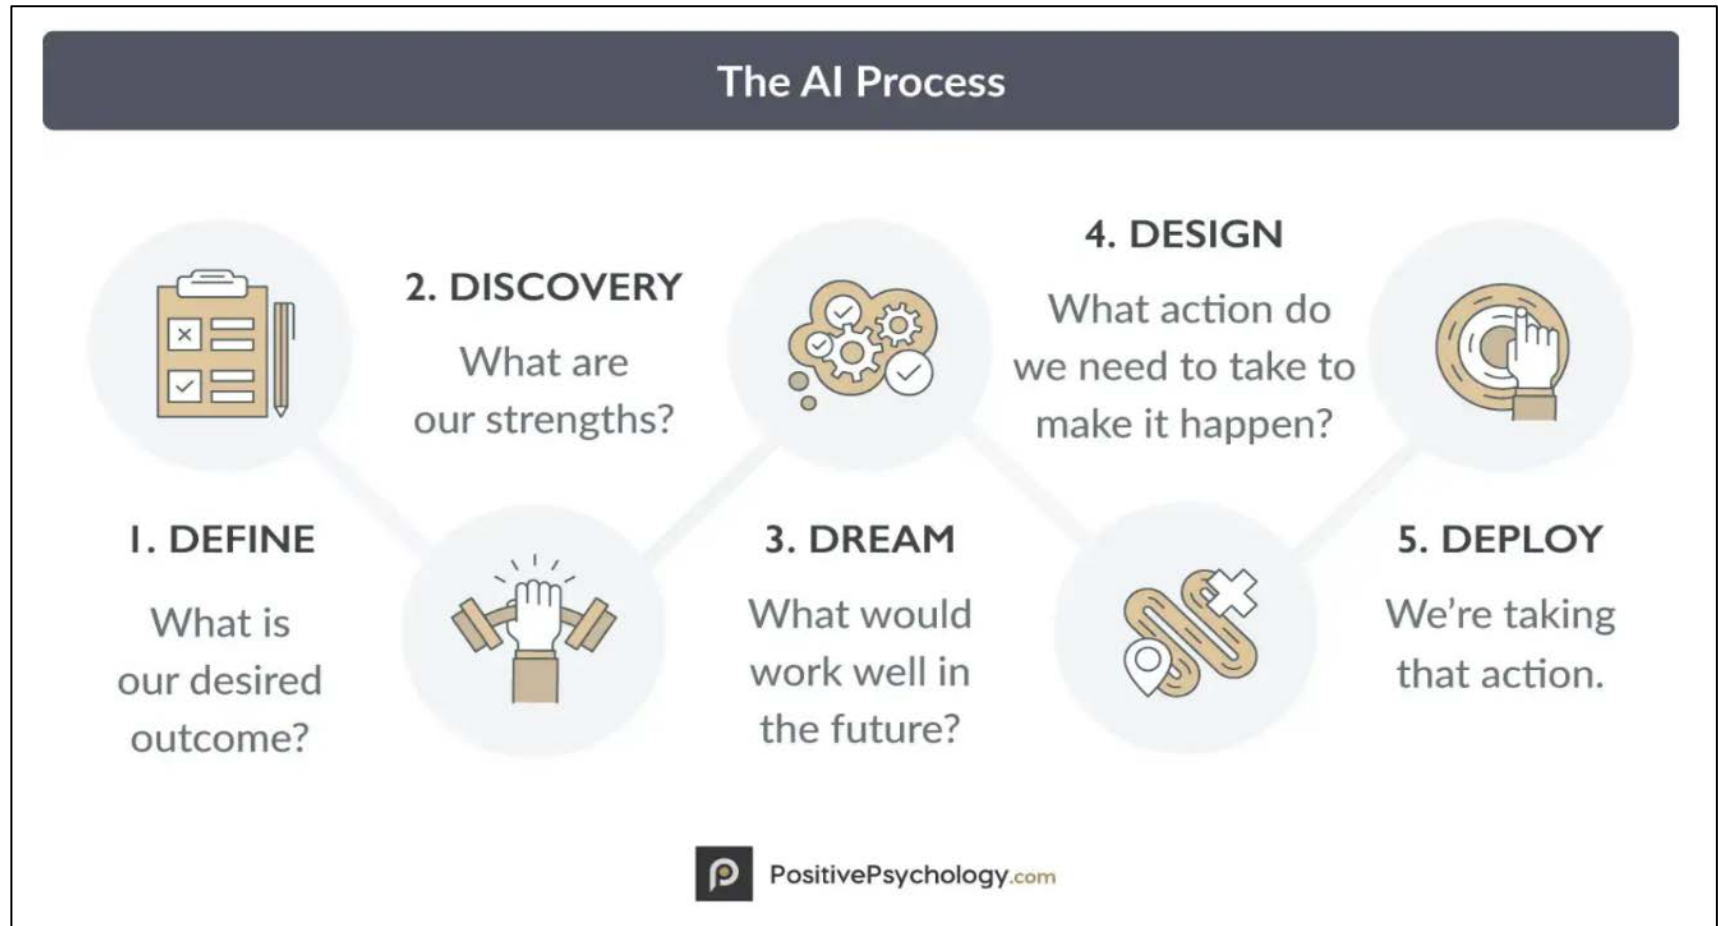 The AI Process
1. DEFINE
What is
our desired
outcome?
2. DISCOVERY
What are
our strengths?
3. DREAM
What would
work well in
the future?
4. DESIGN
What action do
we need to take to
make it happen?
5. DEPLOY
We're taking
that action.
PositivePsychology.com